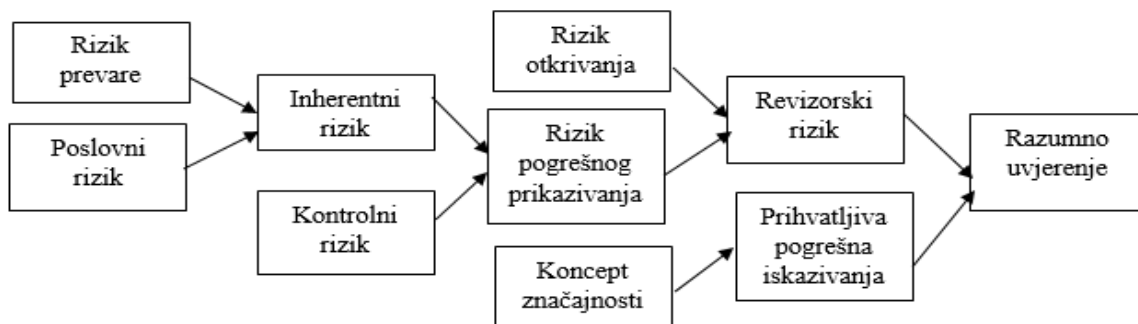 Rizik
prevare
Poslovni
rizik
Inherentni
rizik
Kontrolni
rizik
Rizik
otkrivanja
Rizik
pogrešnog
prikazivanja
Koncept
značajnosti
Revizorski
rizik
Prihvatljiva
pogrešna
iskazivanja
Razumno
uvjerenje